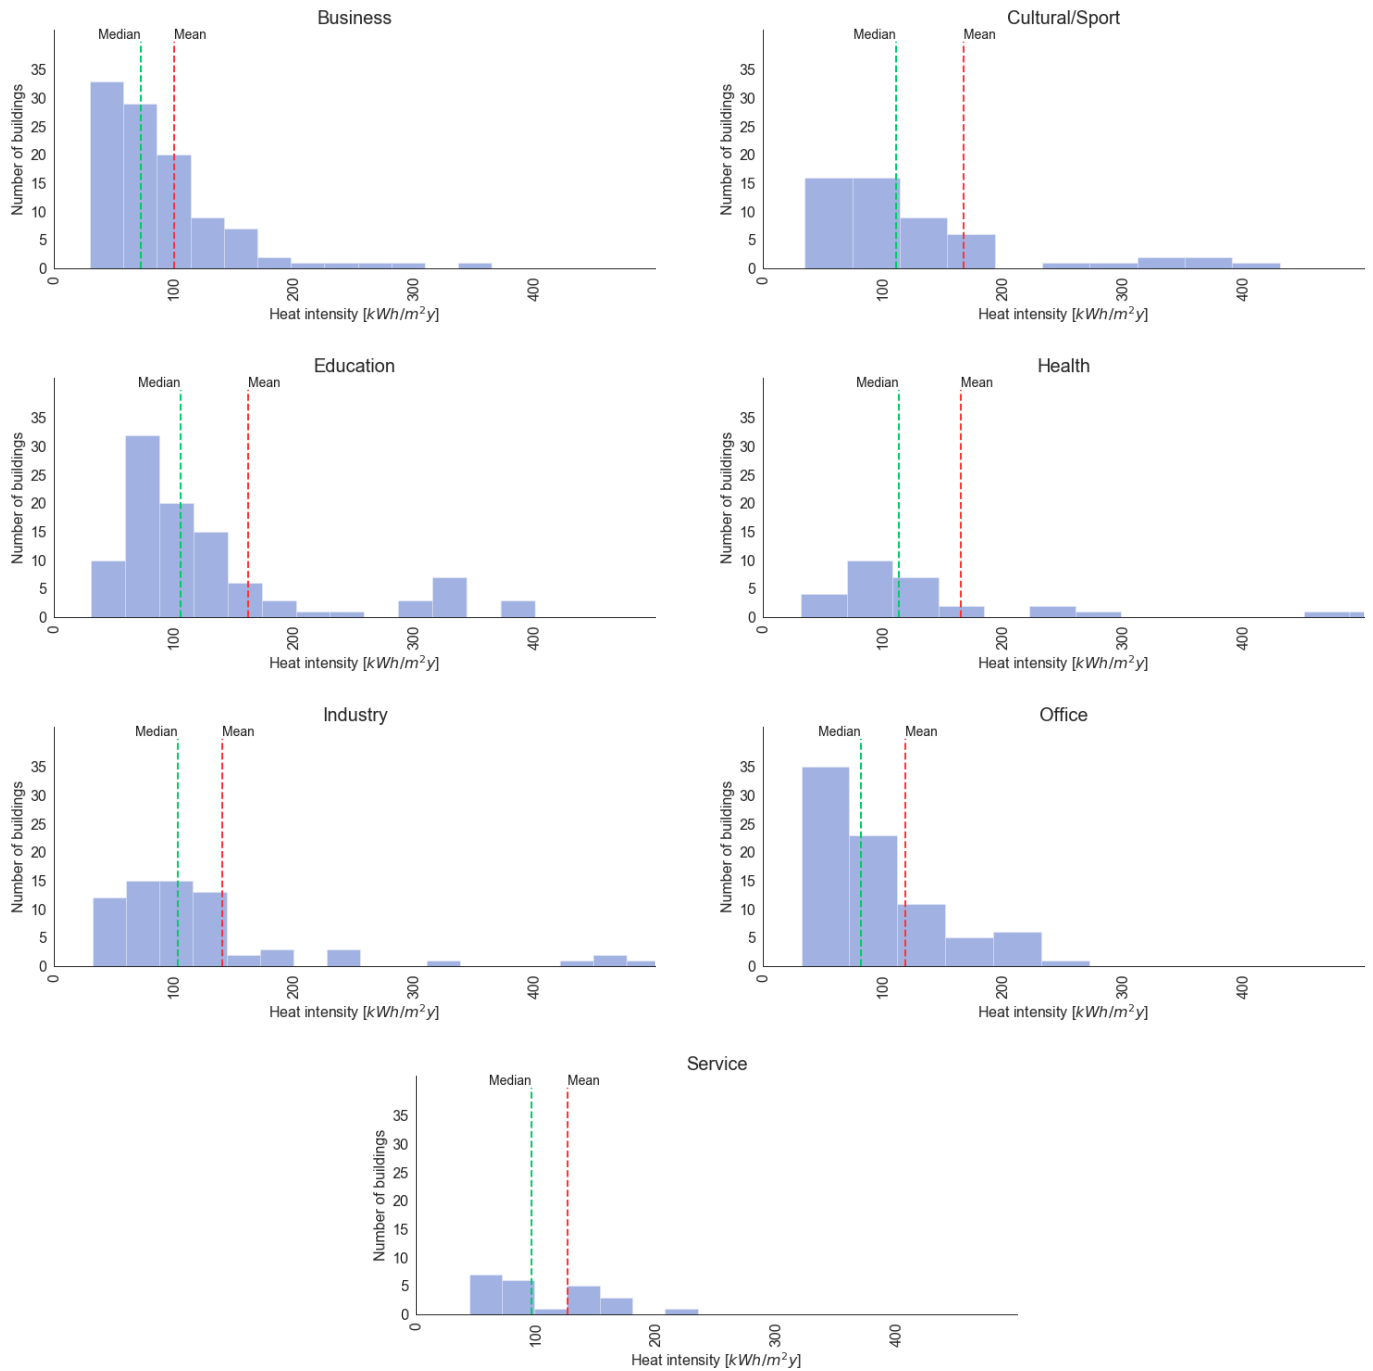 Business
Median
Mean
Number of buildings
35
30
25
20
15
10
5
0
0
100
200
300
400
Heat intensity [kWh/m²y]
Cultural/Sport
Median
Mean
Number of buildings
35
30
25
20
15
10
5
0
0
100
200
300
400
Heat intensity [kWh/m²y]
Education
Median
Mean
Number of buildings
35
30
25
20
15
10
5
0
0
100
200
300
400
Heat intensity [kWh/m²y]
Health
Median
Mean
Number of buildings
35
30
25
20
15
10
5
0
0
100
200
300
400
Heat intensity [kWh/m²y]
Industry
Median
Mean
Number of buildings
35
30
25
20
15
10
5
0
0
100
200
300
400
Heat intensity [kWh/m²y]
Office
Median
Mean
Number of buildings
35
30
25
20
15
10
5
0
0
100
200
300
400
Heat intensity [kWh/m²y]
Service
Median
Mean
Number of buildings
35
30
25
20
15
10
5
0
0
100
200
300
400
Heat intensity [kWh/m²y]